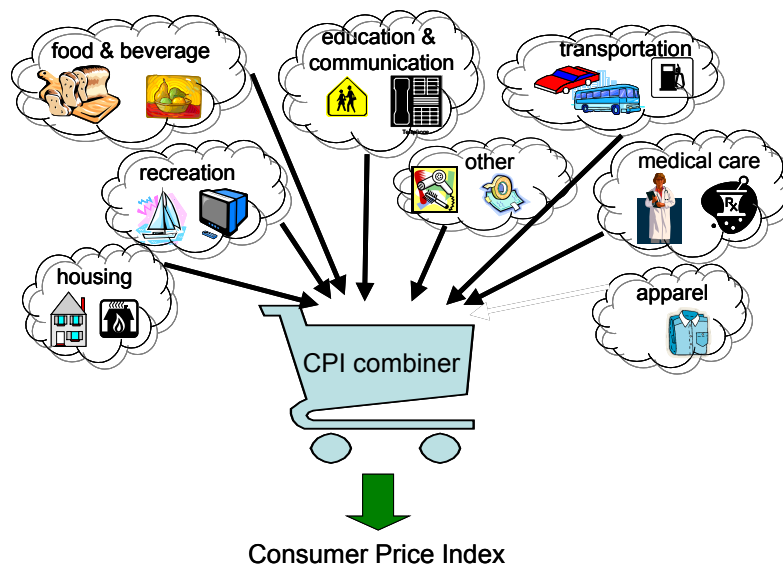 food & beverage
education &
communication
transportation
recreation
other
medical care
housing
apparel
CPI combiner
Consumer Price Index